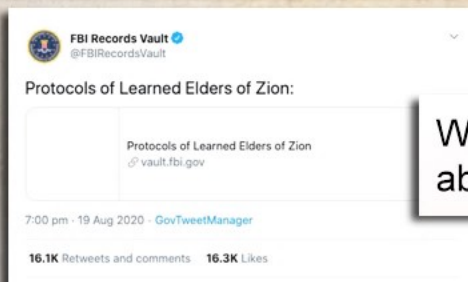 FBI Records Vault
@FBIRecordsVault
Protocols of Learned Elders of Zion:
Protocols of Learned Elders of Zion
vault.fbi.gov
7:00 pm · 19 Aug 2020 · GovTweetManager
16.1K Retweets and comments 16.3K Likes